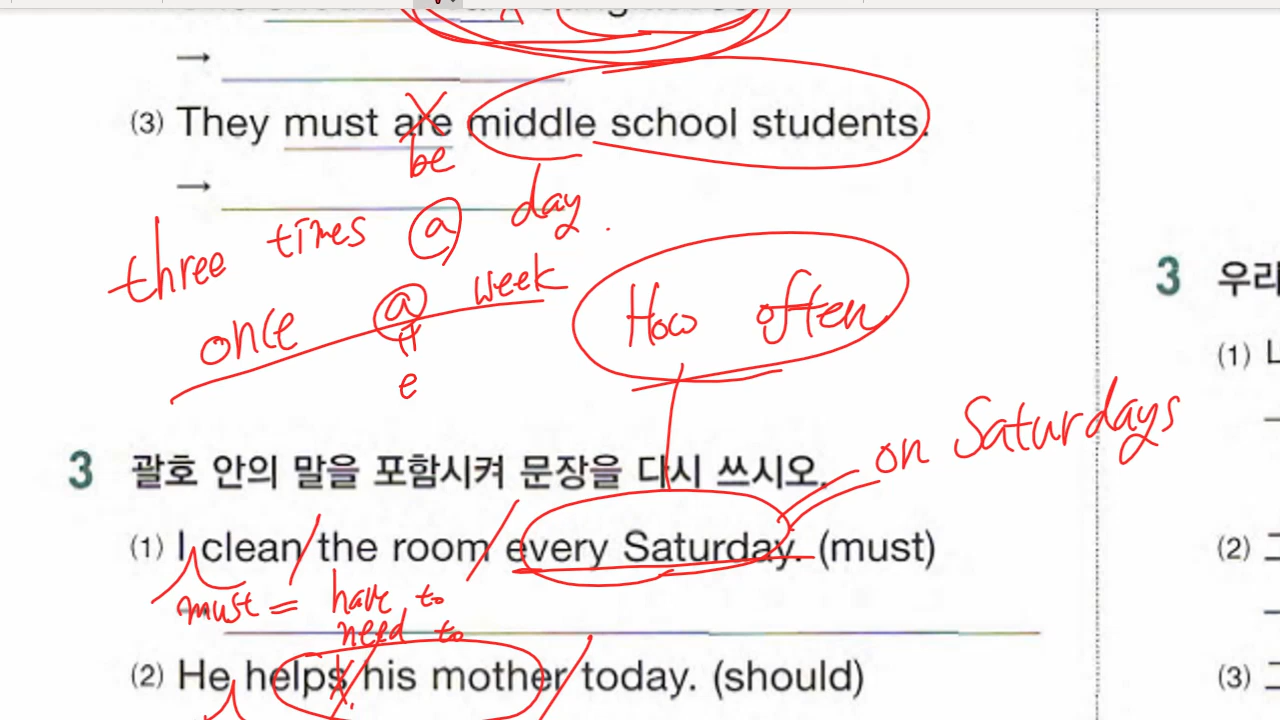 →
(3) They must are middle school students.
be
→
three times a day.
once a week
How often
e
on Saturdays
3 괄호 안의 말을 포함시켜 문장을 다시 쓰시오.
(1) I clean the room every Saturday. (must)
must = have to
need to
(2) He helps his mother today. (should)
3 우리
(1)
(2)
(3)